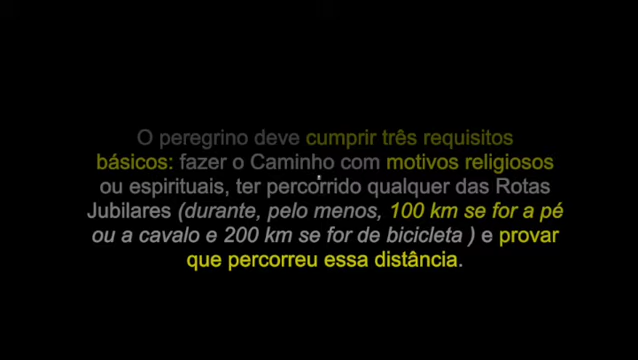 O peregrino deve cumprir três requisitos
básicos: fazer o Caminho com motivos religiosos
ou espirituais, ter percorrido qualquer das Rotas
Jubilares (durante, pelo menos, 100 km se for a pé
ou a cavalo e 200 km se for de bicicleta ) e provar
que percorreu essa distância.